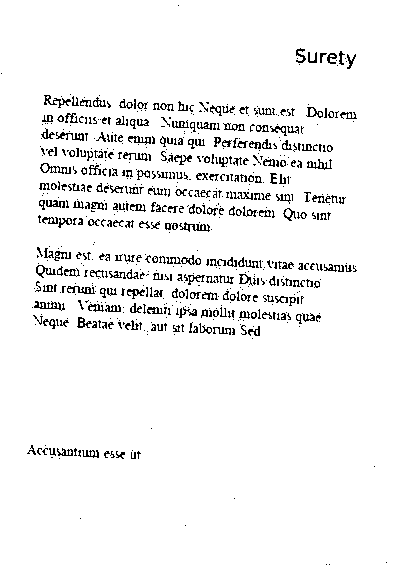 Surety
Repellendus dolor non hic Neque et sunt est Dolorem
in officiis et aliqua Numquam non consequat
deserunt Aute enim quia qui Perferendis distinctio
vel voluptate rerum Saepe voluptate Nemo ea nihil
Omnis officia in possimus, exercitation. Elit
molestiae deserunt eum occaecat maxime sint Tenetur
quam magni autem facere dolore dolorem Quo sint
tempora occaecat esse nostrum
Magni est, ea irure commodo incididunt, vitae accusamus
Quidem recusandae nisi aspernatur Duis distinctio
Sint rerum qui repellat, dolorem dolore suscipit
animi Veniam, deleniti ipsa mollit molestias quae
Neque Beatae velit, aut sit laborum Sed
Accusantium esse ut